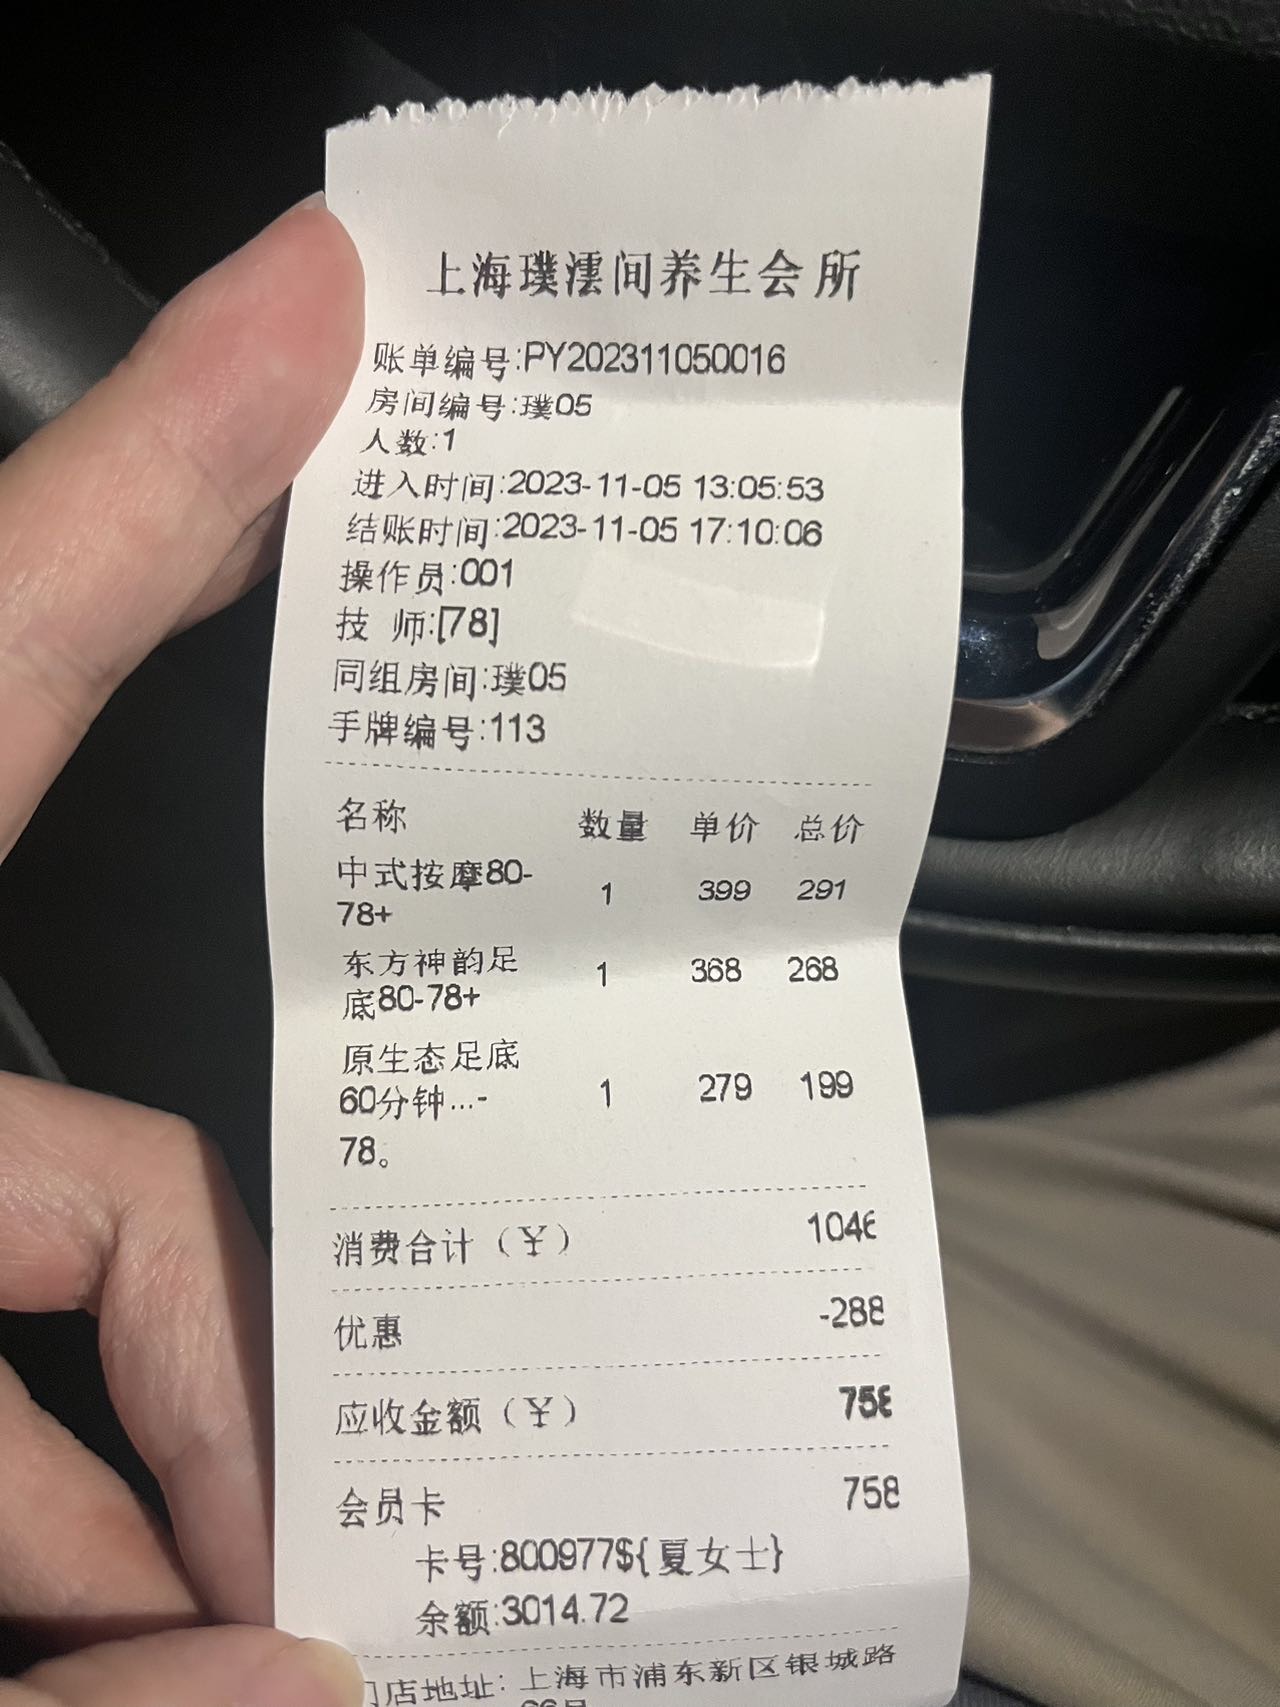 上海璞澐间养生会所
账单编号:PY202311050016
房间编号:璞05
人数:1
进入时间:2023-11-05 13:05:53
结账时间:2023-11-05 17:10:06
操作员:001
技 师:[78]
同组房间:璞05
手牌编号:113
名称 数量 单价 总价
中式按摩80-
78+ 1 399 291
东方神韵足
底80-78+ 1 368 268
原生态足底
60分钟...- 1 279 199
78。
消费合计（￥） 1046
优惠 -288
应收金额（￥） 758
会员卡 758
卡号:800977${夏女士}
余额:3014.72
门店地址: 上海市浦东新区银城路